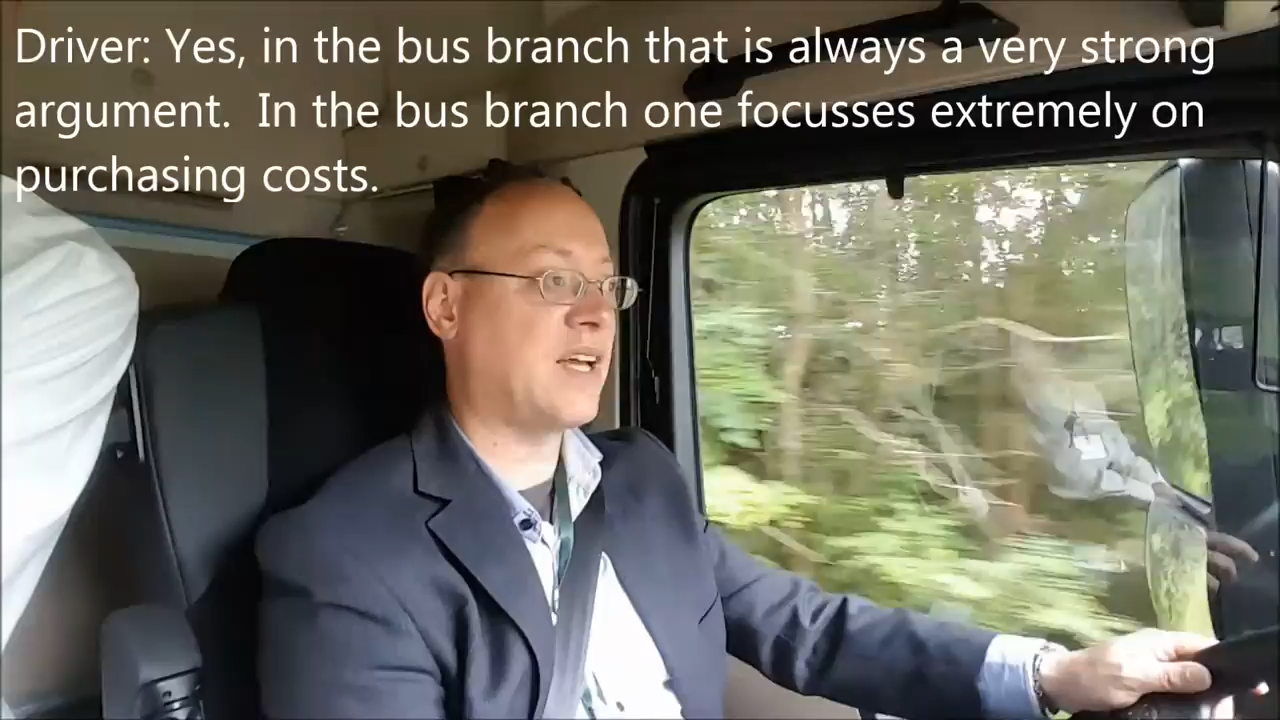 Driver: Yes, in the bus branch that is always a very strong
argument.  In the bus branch one focusses extremely on
purchasing costs.